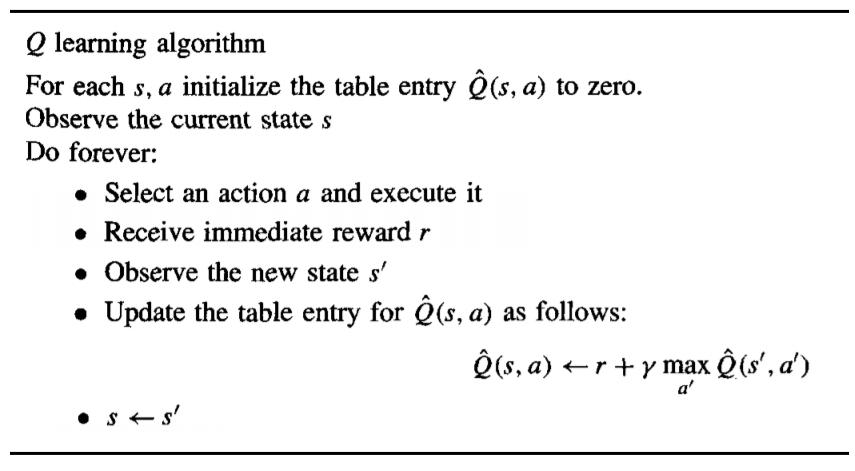 Q learning algorithm
For each s, a initialize the table entry Q̂(s, a) to zero.
Observe the current state s
Do forever:
• Select an action a and execute it
• Receive immediate reward r
• Observe the new state s′
• Update the table entry for Q̂(s, a) as follows:
Q̂(s, a) ← r + γ max Q̂(s′, a′)
a′
• s ← s′